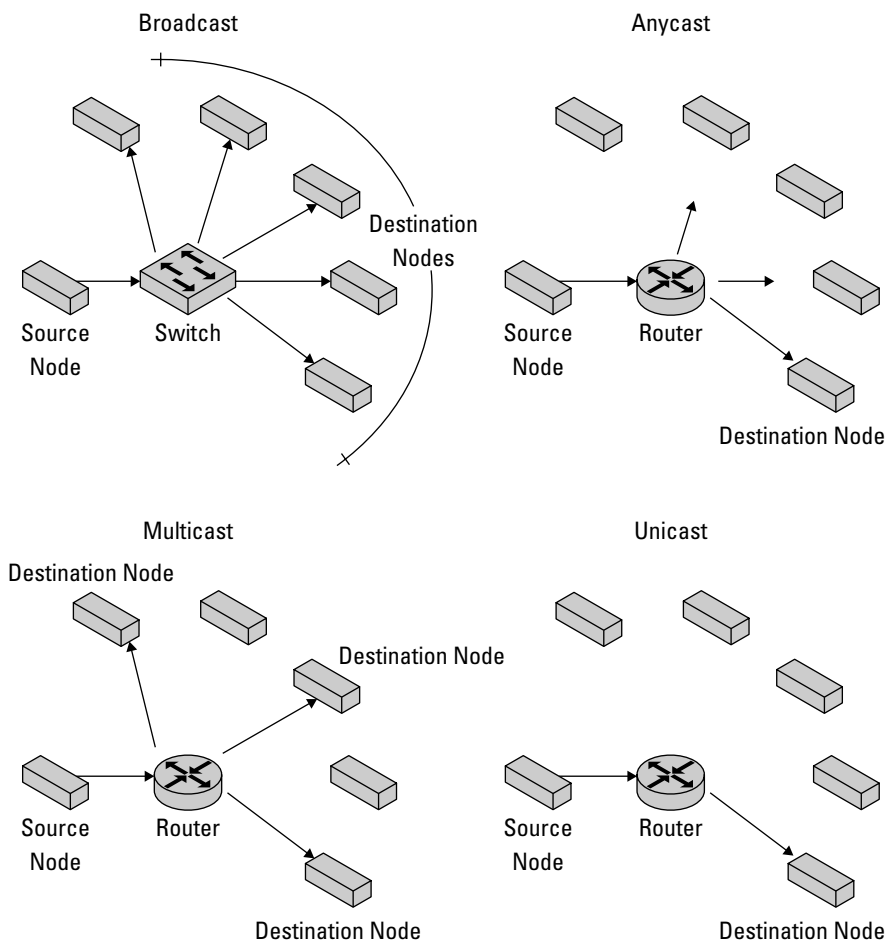 Broadcast
Destination
Nodes
Source
Node
Switch
Anycast
Source
Node
Router
Destination Node
Multicast
Destination Node
Destination Node
Source
Node
Router
Destination Node
Unicast
Source
Node
Router
Destination Node